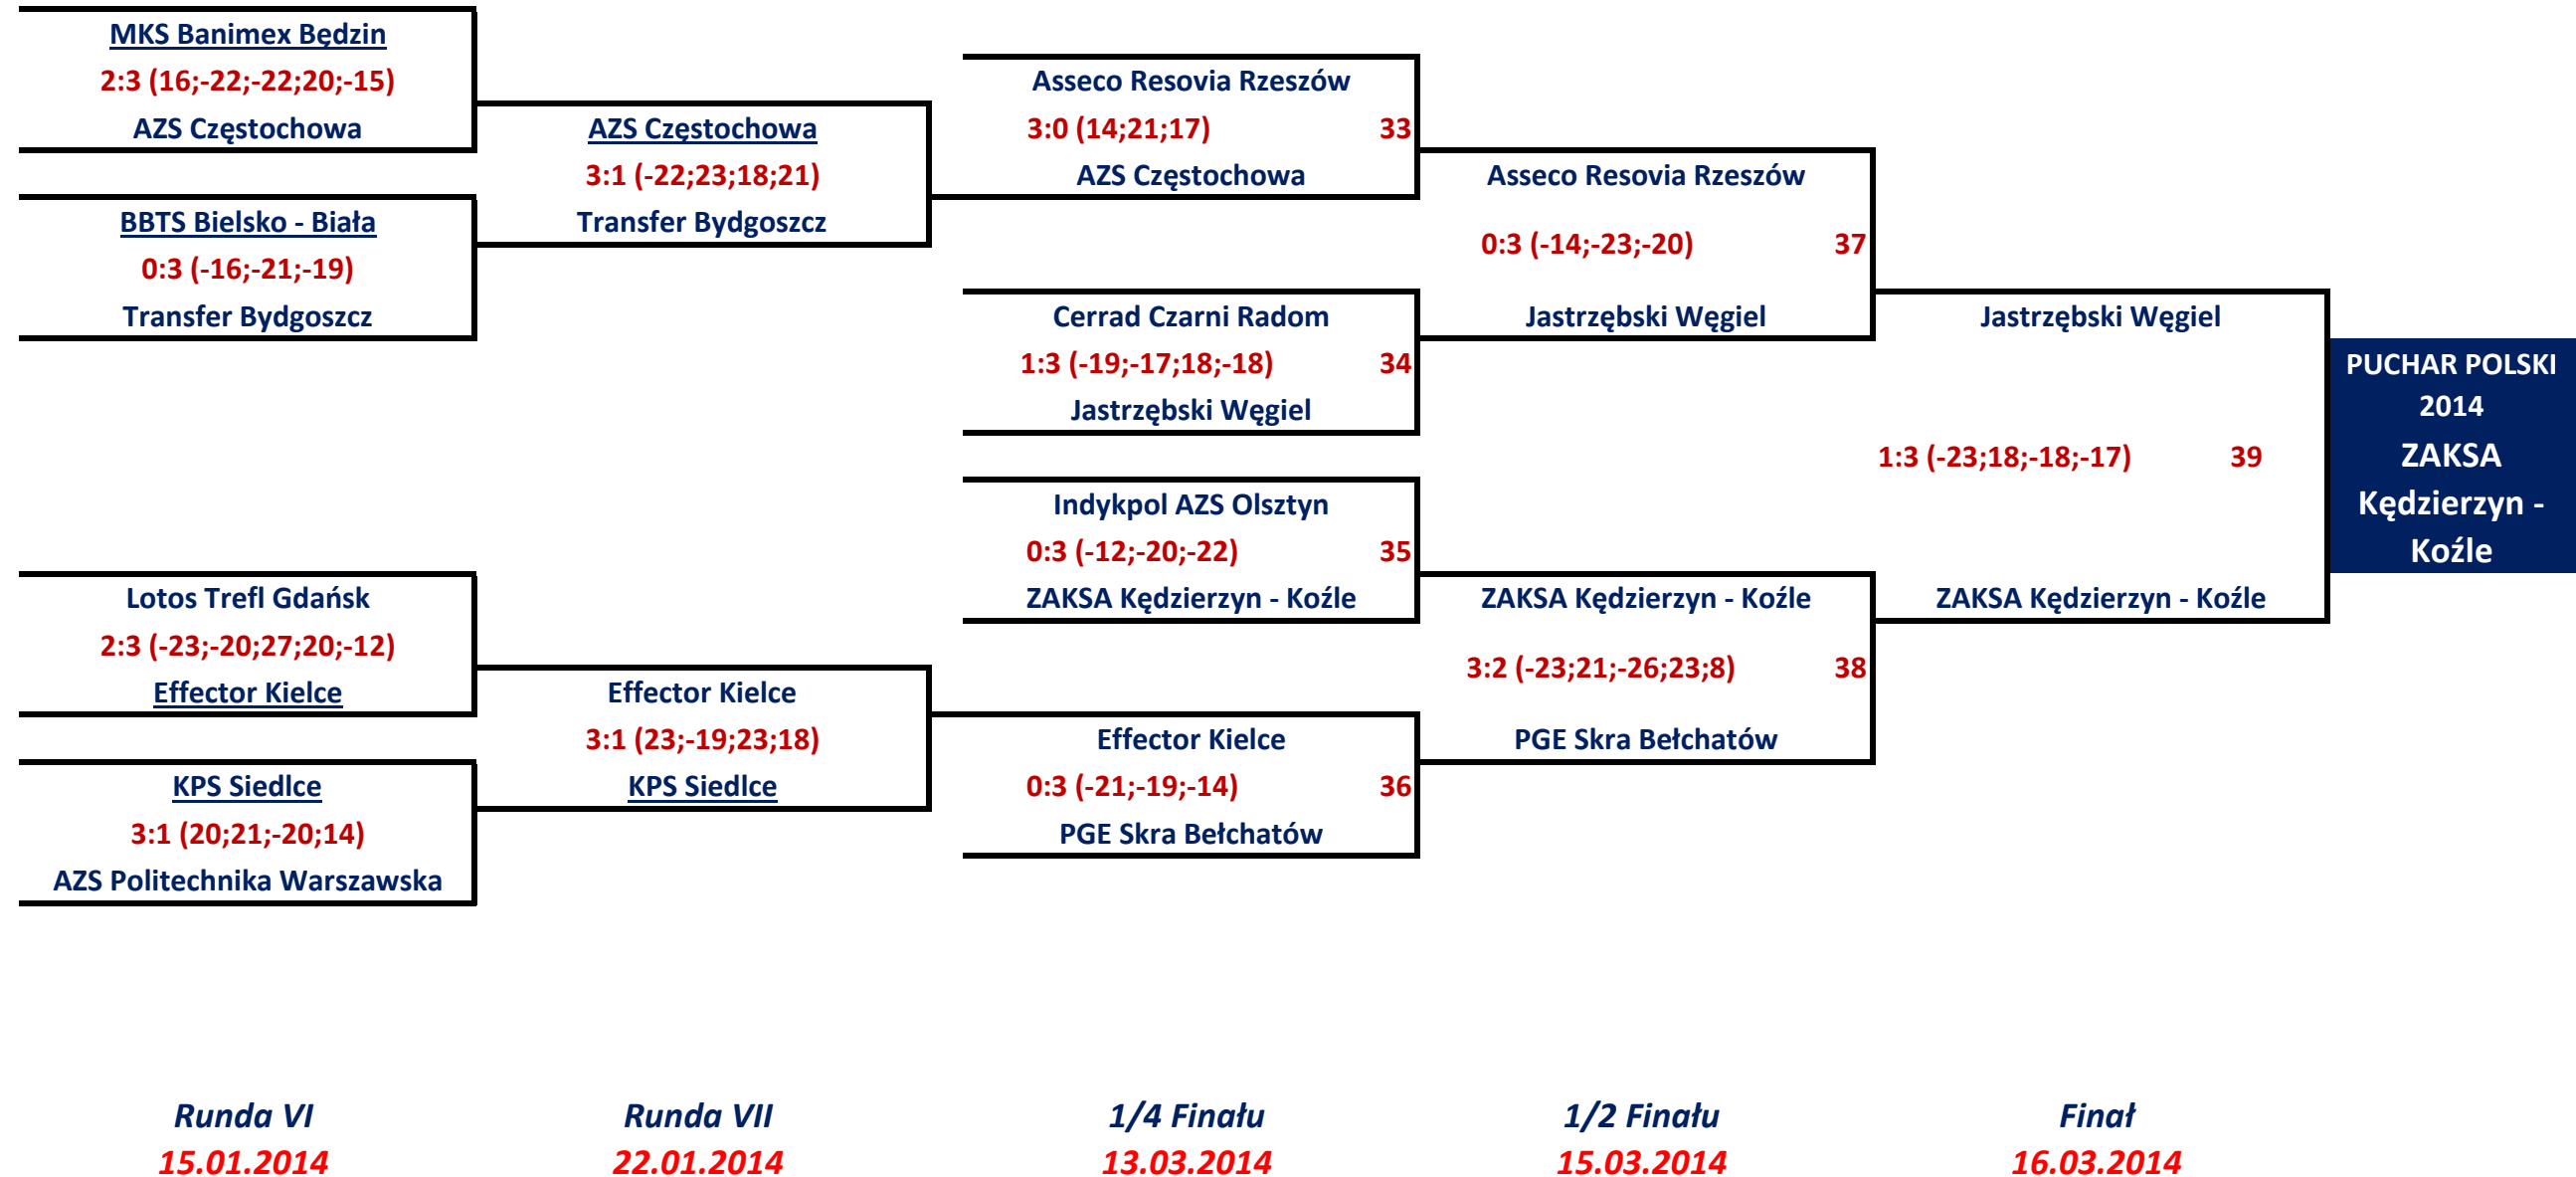 MKS Banimex Będzin
2:3 (16;-22;-22;20;-15)
AZS Częstochowa
BBTS Bielsko - Biała
0:3 (-16;-21;-19)
Transfer Bydgoszcz
Lotos Trefl Gdańsk
2:3 (-23;-20;27;20;-12)
Effector Kielce
KPS Siedlce
3:1 (20;21;-20;14)
AZS Politechnika Warszawska
AZS Częstochowa
3:1 (-22;23;18;21)
Transfer Bydgoszcz
Effector Kielce
3:1 (23;-19;23;18)
KPS Siedlce
Asseco Resovia Rzeszów
3:0 (14;21;17) 33
AZS Częstochowa
Cerrad Czarni Radom
1:3 (-19;-17;18;-18) 34
Jastrzębski Węgiel
Indykpol AZS Olsztyn
0:3 (-12;-20;-22) 35
ZAKSA Kędzierzyn - Koźle
Effector Kielce
0:3 (-21;-19;-14) 36
PGE Skra Bełchatów
Asseco Resovia Rzeszów
0:3 (-14;-23;-20) 37
Jastrzębski Węgiel
ZAKSA Kędzierzyn - Koźle
3:2 (-23;21;-26;23;8) 38
PGE Skra Bełchatów
Jastrzębski Węgiel
1:3 (-23;18;-18;-17) 39
ZAKSA Kędzierzyn - Koźle
PUCHAR POLSKI
2014
ZAKSA
Kędzierzyn -
Koźle
Runda VI
15.01.2014
Runda VII
22.01.2014
1/4 Finału
13.03.2014
1/2 Finału
15.03.2014
Finał
16.03.2014